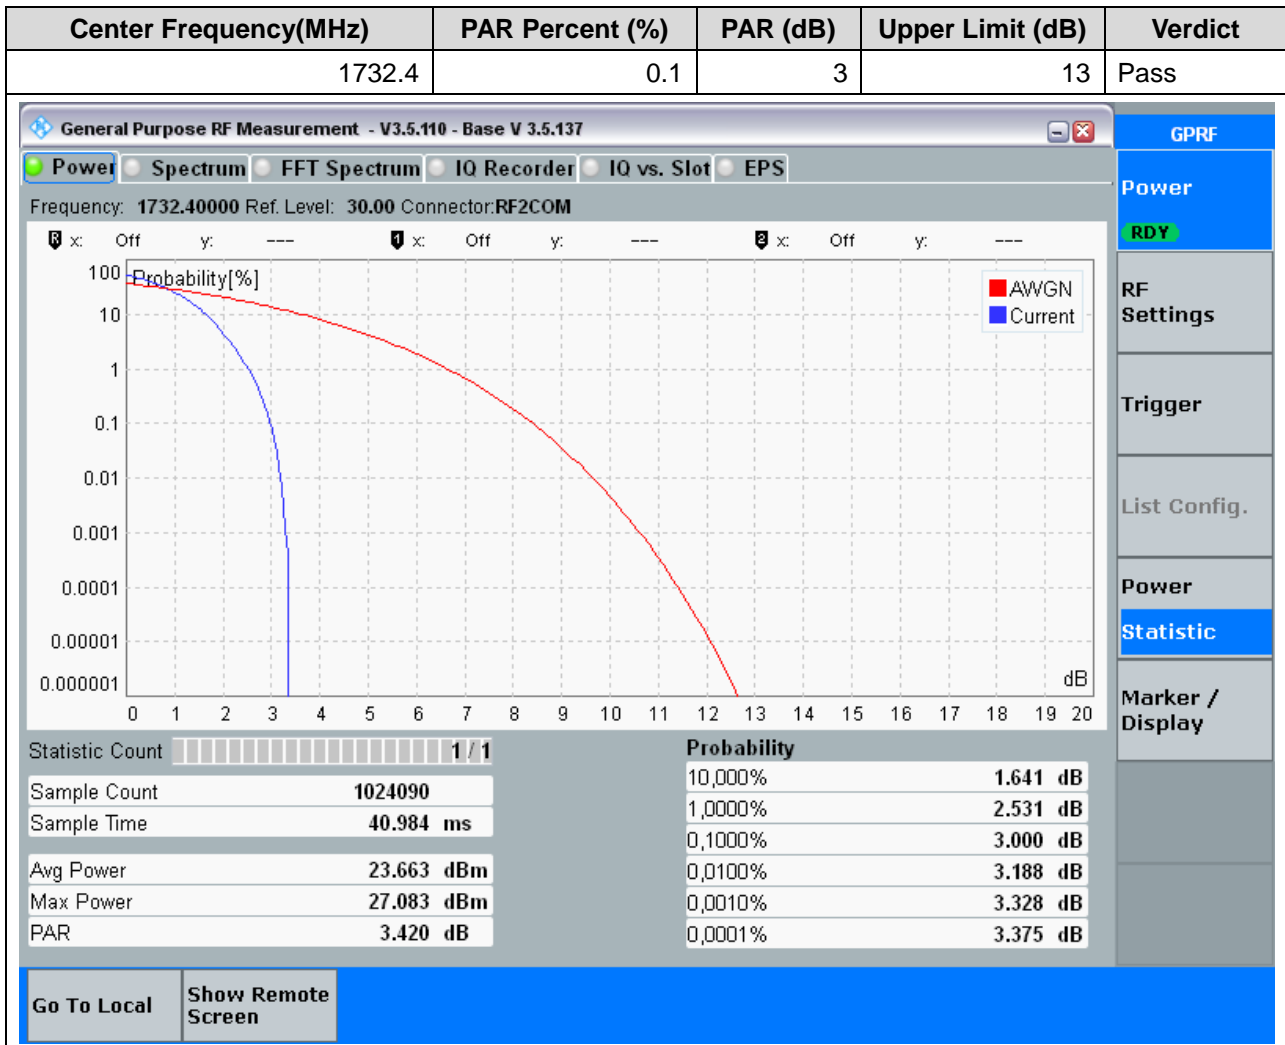 Center Frequency(MHz) PAR Percent (%) PAR (dB) Upper Limit (dB) Verdict
1732.4 0.1 3 13 Pass
General Purpose RF Measurement - V3.5.110 - Base V 3.5.137
GPRF
Power Spectrum FFT Spectrum IQ Recorder IQ vs. Slot EPS
Power
RDY
Frequency: 1732.40000 Ref. Level: 30.00 Connector:RF2COM
R x: Off y: --- 1 x: Off y: --- 2 x: Off y: ---
Probability[%]
AWGN
Current
100
10
1
0.1
0.01
0.001
0.0001
0.00001
0.000001
dB
0 1 2 3 4 5 6 7 8 9 10 11 12 13 14 15 16 17 18 19 20
RF
Settings
Trigger
List Config.
Power
Statistic
Marker /
Display
Statistic Count 1 / 1
Sample Count 1024090
Sample Time 40.984 ms
Avg Power 23.663 dBm
Max Power 27.083 dBm
PAR 3.420 dB
Probability
10,000% 1.641 dB
1,0000% 2.531 dB
0,1000% 3.000 dB
0,0100% 3.188 dB
0,0010% 3.328 dB
0,0001% 3.375 dB
Go To Local
Show Remote
Screen